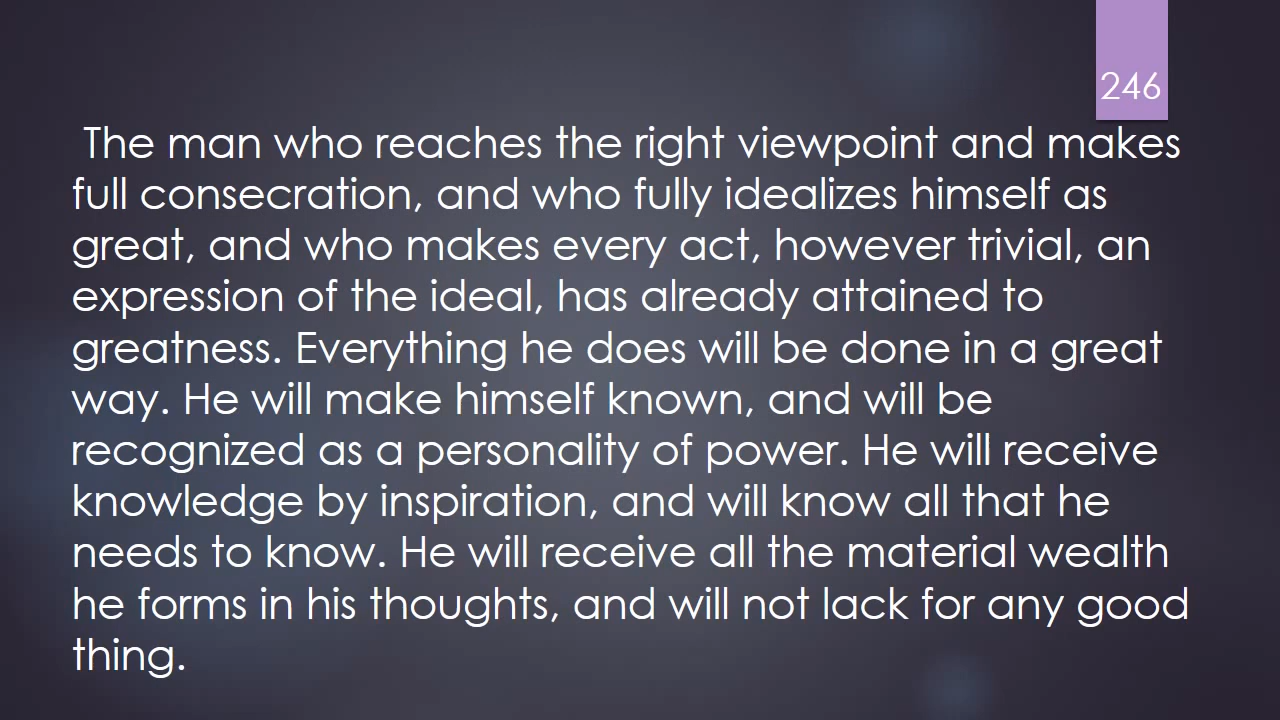 246
The man who reaches the right viewpoint and makes
full consecration, and who fully idealizes himself as
great, and who makes every act, however trivial, an
expression of the ideal, has already attained to
greatness. Everything he does will be done in a great
way. He will make himself known, and will be
recognized as a personality of power. He will receive
knowledge by inspiration, and will know all that he
needs to know. He will receive all the material wealth
he forms in his thoughts, and will not lack for any good
thing.